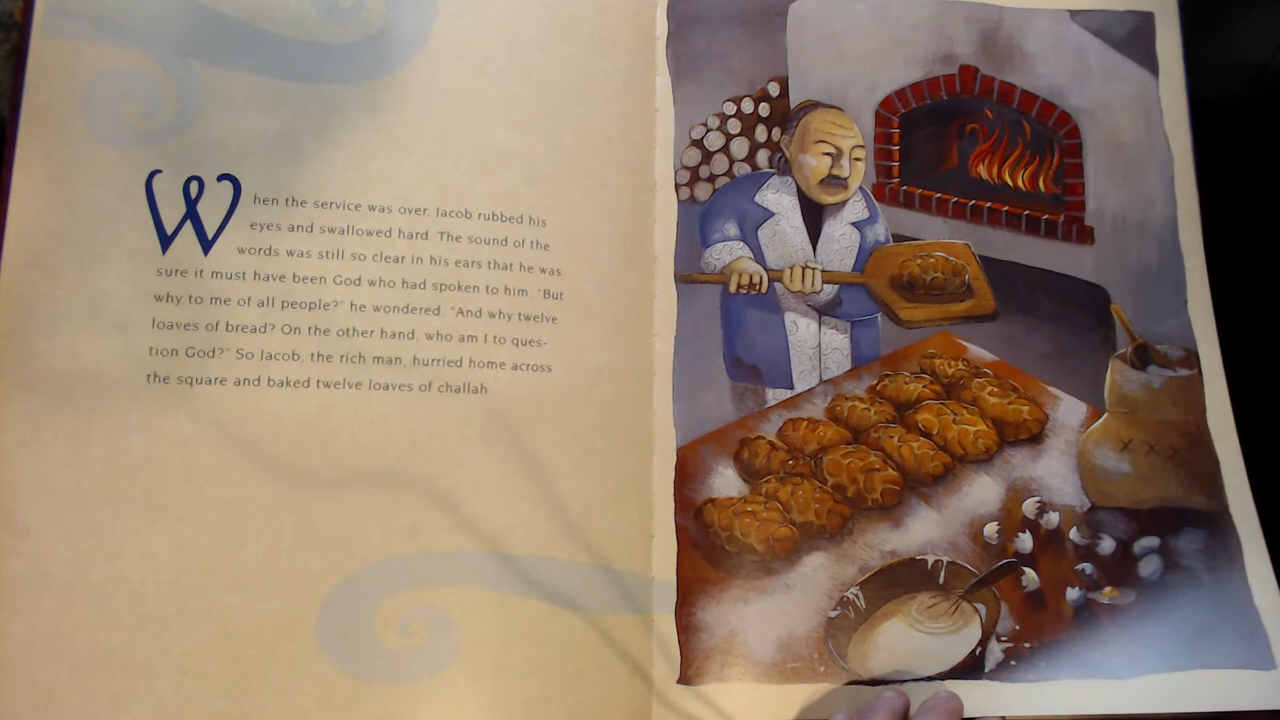 When the service was over, Jacob rubbed his
eyes and swallowed hard. The sound of the
words was still so clear in his ears that he was
sure it must have been God who had spoken to him. "But
why to me of all people?" he wondered. "And why twelve
loaves of bread? On the other hand, who am I to ques-
tion God?" So Jacob, the rich man, hurried home across
the square and baked twelve loaves of challah